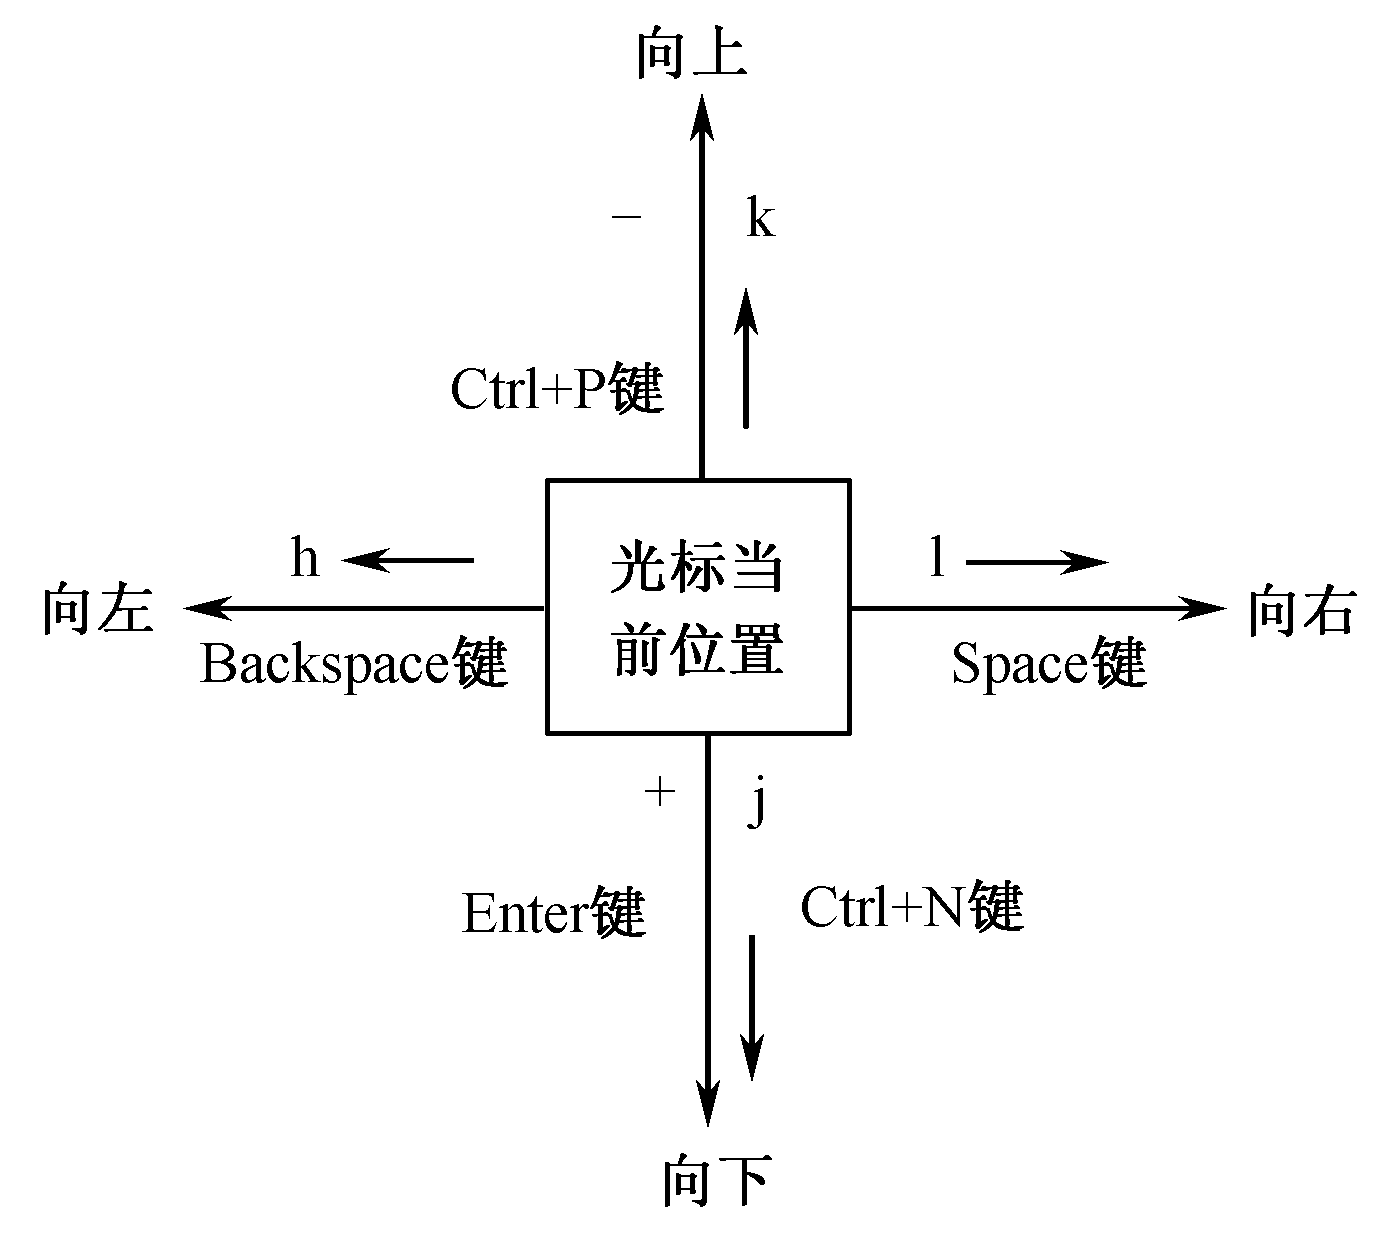 向上
− k
Ctrl+P键
h 光标当 l
向左 前位置 向右
Backspace键 Space键
+ j
Enter键 Ctrl+N键
向下